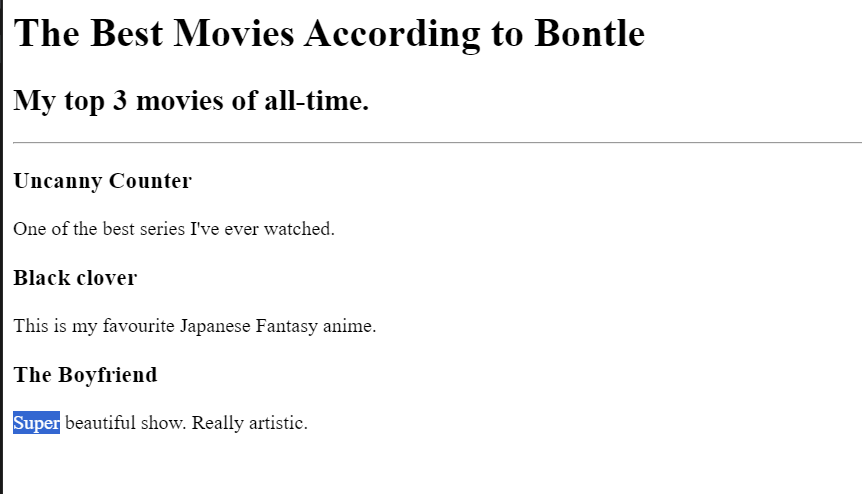 The Best Movies According to Bontle
My top 3 movies of all-time.
Uncanny Counter
One of the best series I've ever watched.
Black clover
This is my favourite Japanese Fantasy anime.
The Boyfriend
Super beautiful show. Really artistic.